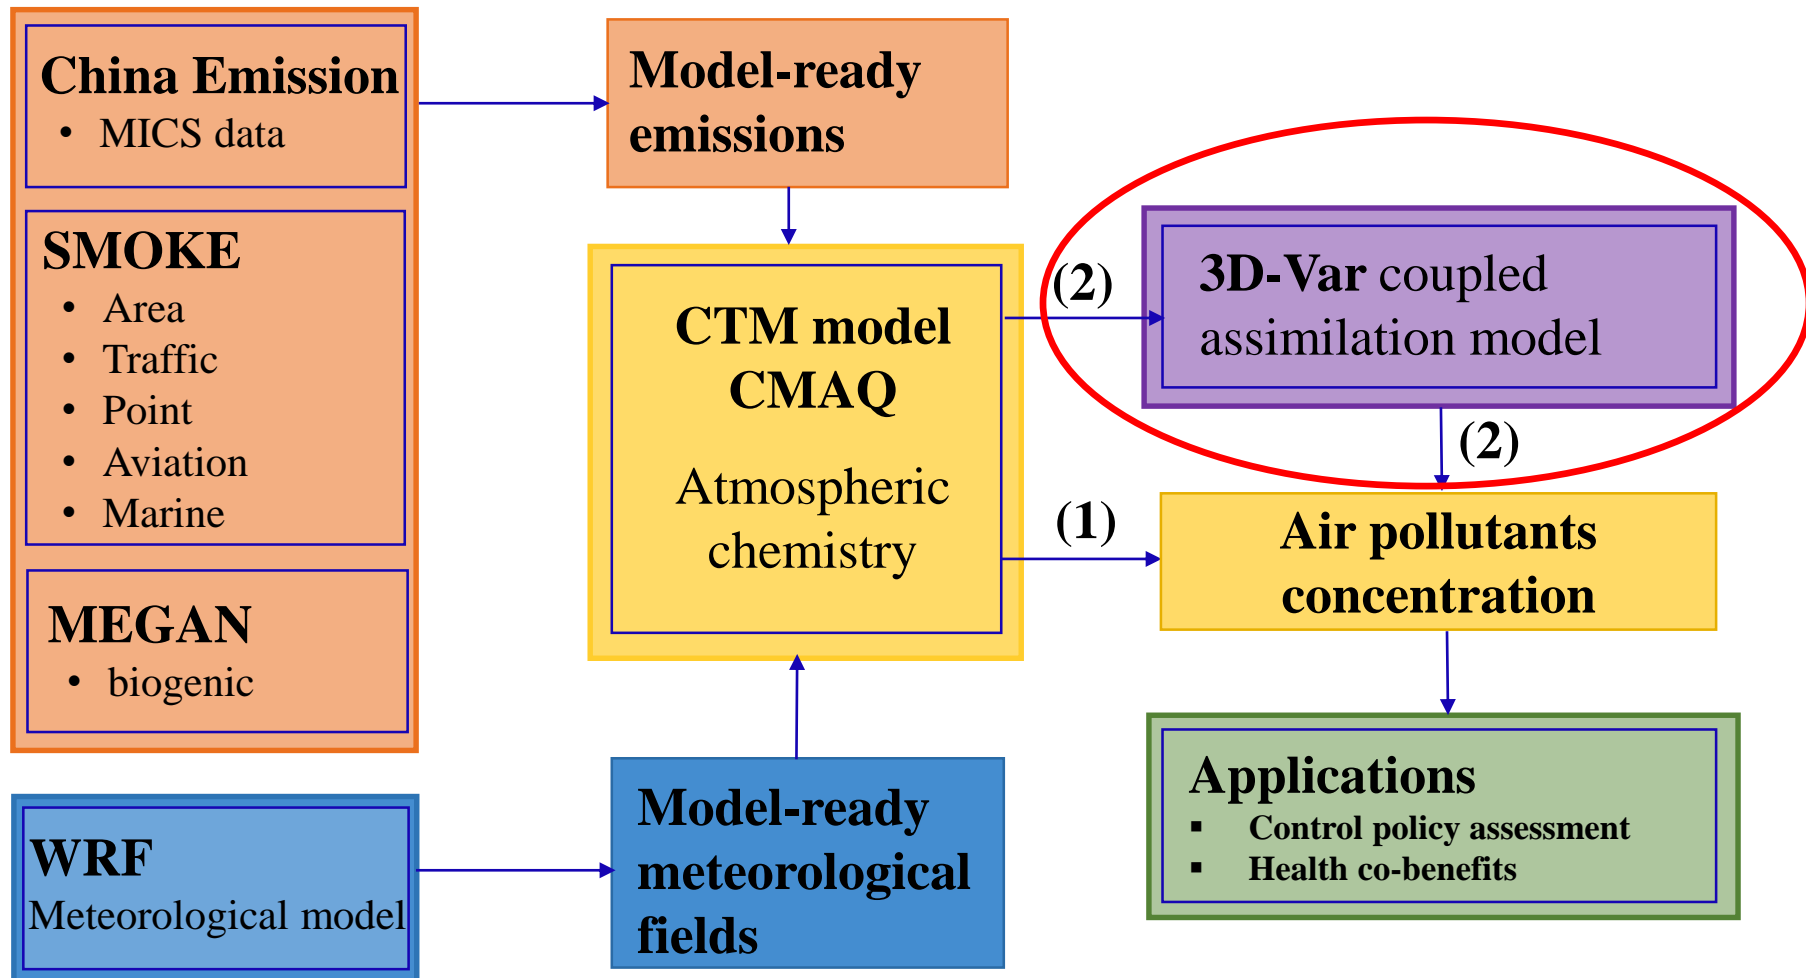 China Emission
• MICS data
SMOKE
• Area
• Traffic
• Point
• Aviation
• Marine
MEGAN
• biogenic
WRF
Meteorological model
Model-ready
emissions
CTM model
CMAQ
Atmospheric
chemistry
Model-ready
meteorological
fields
(2)
3D-Var coupled
assimilation model
(2)
(1)
Air pollutants
concentration
Applications
▪ Control policy assessment
▪ Health co-benefits